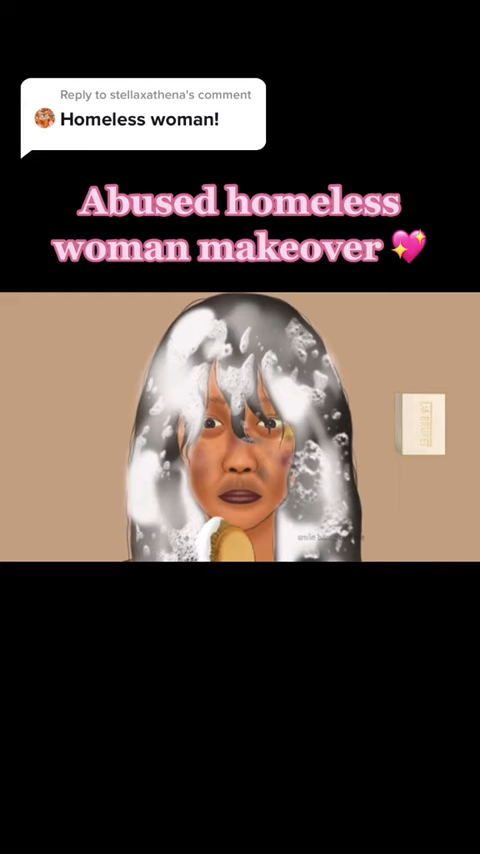 Reply to stellaxathena's comment
Homeless woman!
Abused homeless
woman makeover 💖